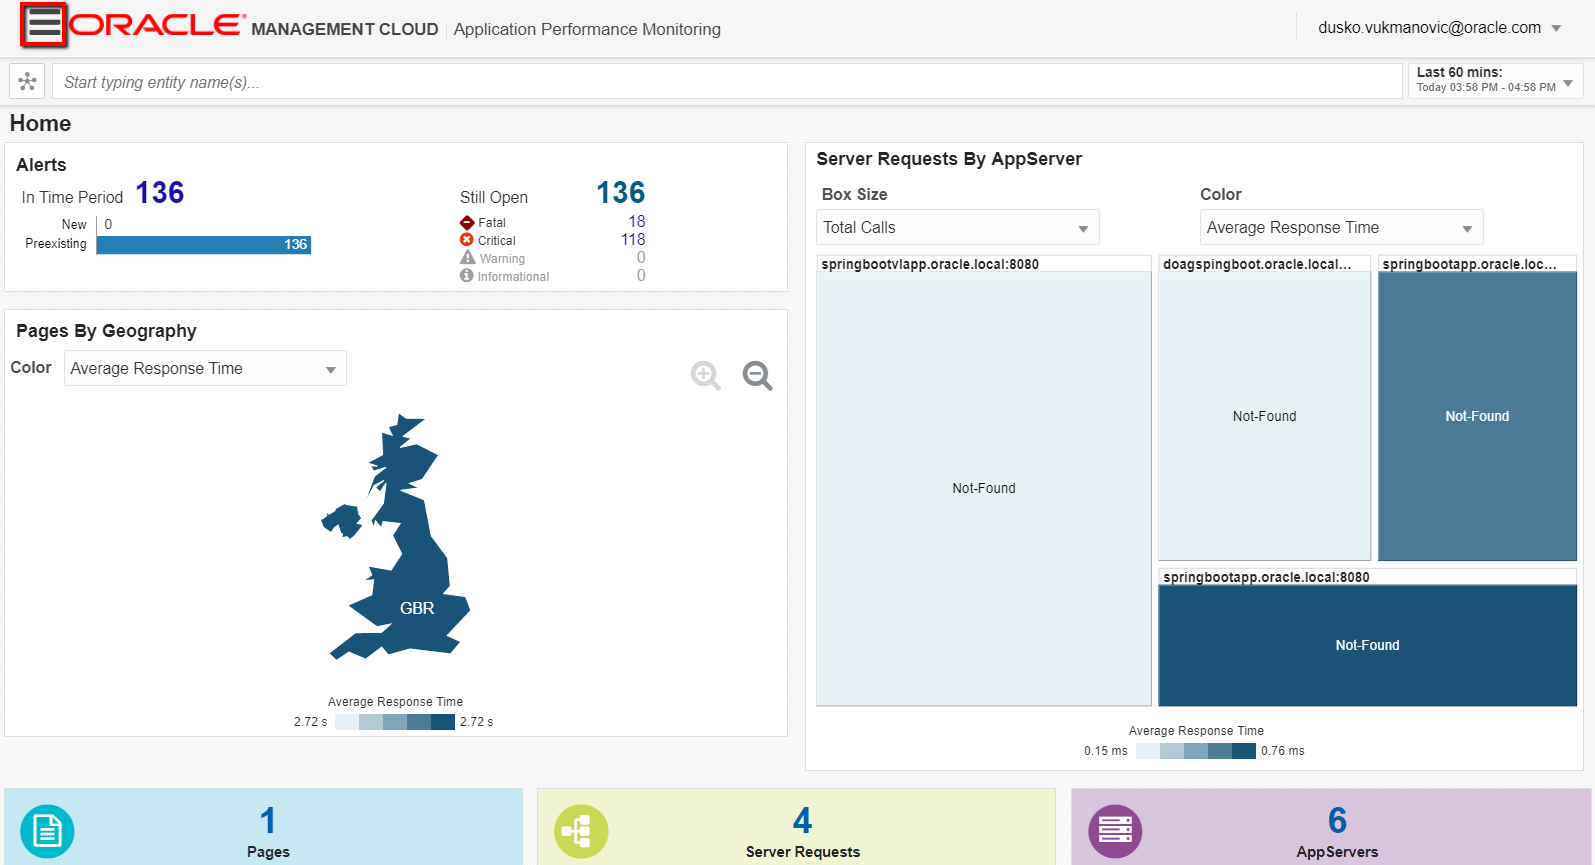 ORACLE MANAGEMENT CLOUD Application Performance Monitoring
dusko.vukmanovic@oracle.com
Start typing entity name(s)...
Last 60 mins:
Today 03:58 PM - 04:58 PM
Home
Alerts
In Time Period 136
New 0
Preexisting 136
Still Open 136
Fatal 18
Critical 118
Warning 0
Informational 0
Pages By Geography
Color Average Response Time
GBR
Average Response Time
2.72 s 2.72 s
Server Requests By AppServer
Box Size Color
Total Calls Average Response Time
springbootvlapp.oracle.local:8080
Not-Found
doagspingboot.oracle.local...
Not-Found
springbootapp.oracle.loc...
Not-Found
springbootapp.oracle.local:8080
Not-Found
Average Response Time
0.15 ms 0.76 ms
1
Pages
4
Server Requests
6
AppServers